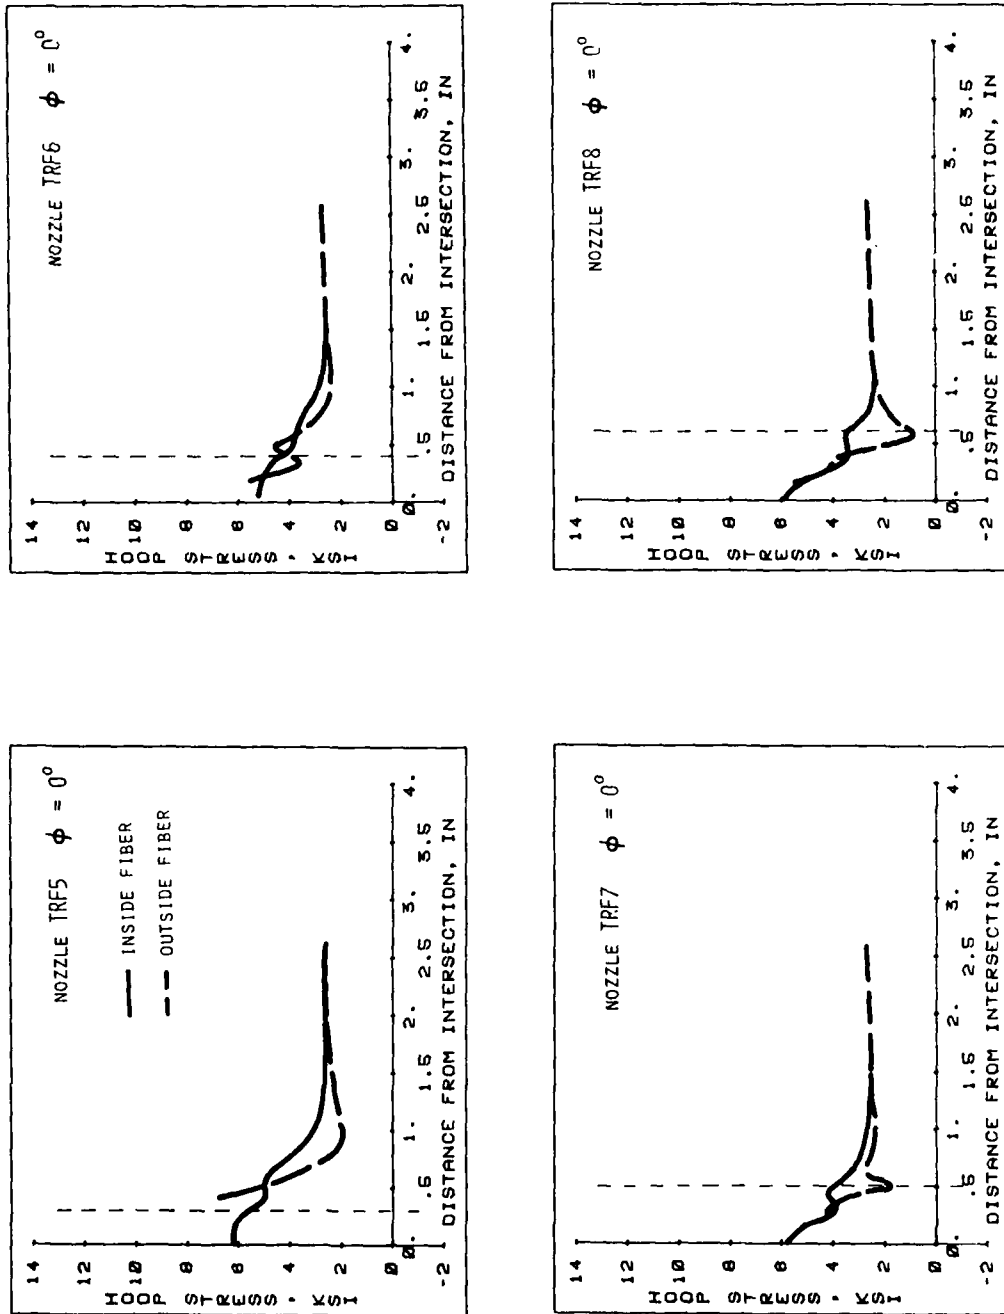 NOZZLE TRF5 ϕ = 0°
INSIDE FIBER
OUTSIDE FIBER
14
12
10
8
6
4
2
0
-2
HOOP STRESS, KSI
0. .5 1. 1.5 2. 2.5 3. 3.5 4.
DISTANCE FROM INTERSECTION, IN
NOZZLE TRF6 ϕ = 0°
14
12
10
8
6
4
2
0
-2
HOOP STRESS, KSI
0. .5 1. 1.5 2. 2.5 3. 3.5 4.
DISTANCE FROM INTERSECTION, IN
NOZZLE TRF7 ϕ = 0°
14
12
10
8
6
4
2
0
-2
HOOP STRESS, KSI
0. .5 1. 1.5 2. 2.5 3. 3.5 4.
DISTANCE FROM INTERSECTION, IN
NOZZLE TRF8 ϕ = 0°
14
12
10
8
6
4
2
0
-2
HOOP STRESS, KSI
0. .5 1. 1.5 2. 2.5 3. 3.5 4.
DISTANCE FROM INTERSECTION, IN